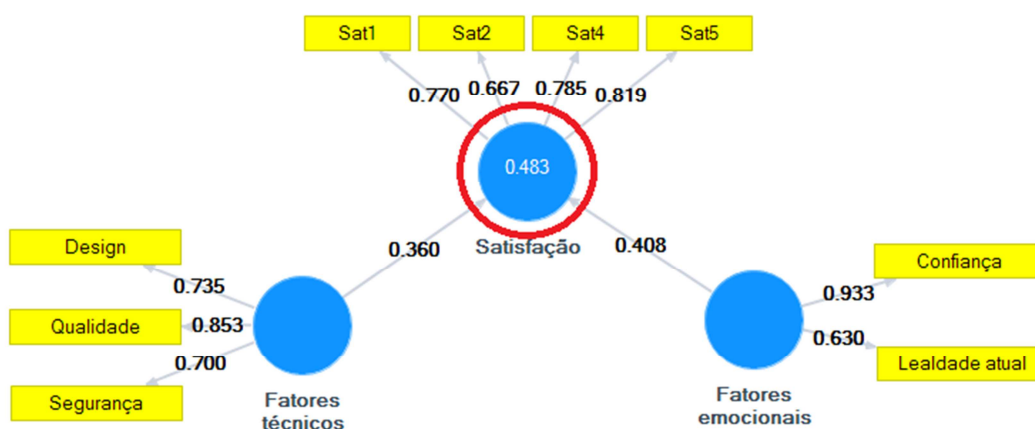 Sat1
Sat2
Sat4
Sat5
0.770
0.667
0.785
0.819
0.483
Satisfação
0.360
0.408
Design
Qualidade
Segurança
0.735
0.853
0.700
Fatores
técnicos
Confiança
Lealdade atual
0.933
0.630
Fatores
emocionais